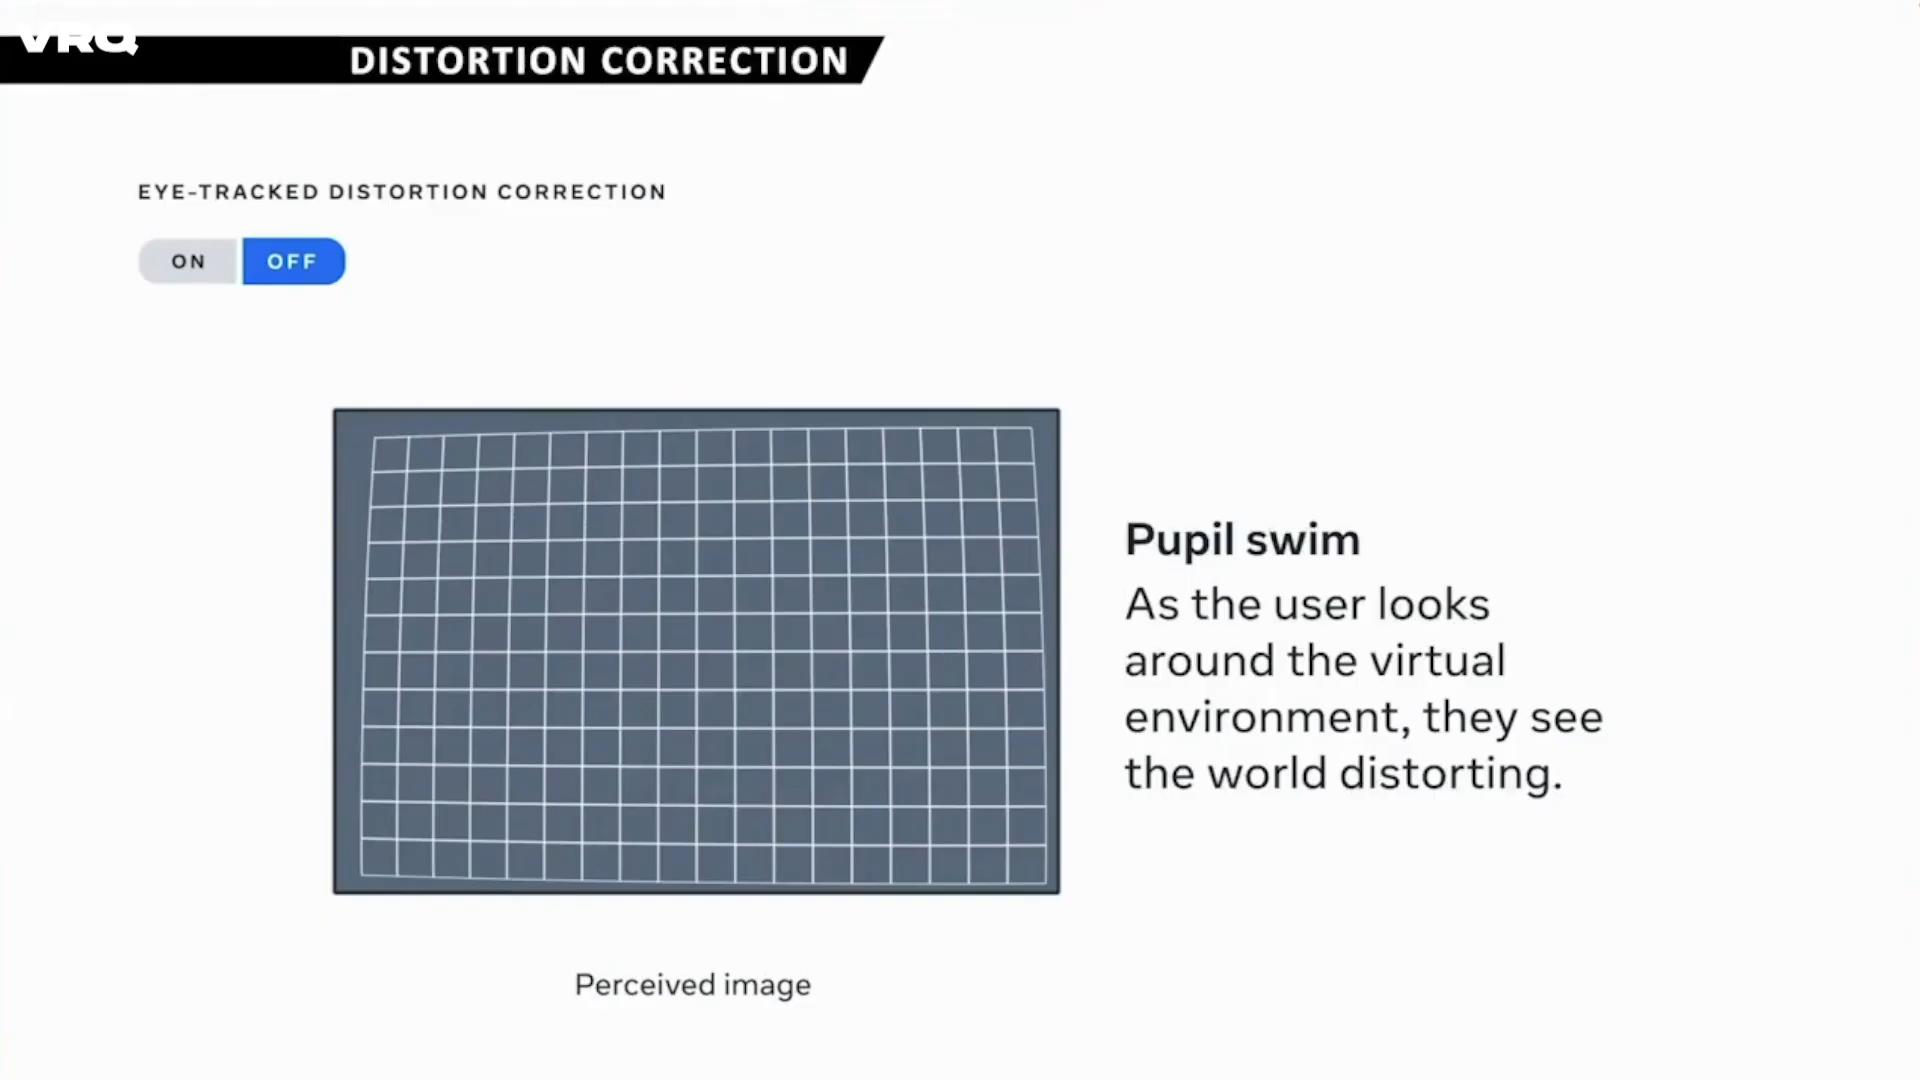 VRQ
DISTORTION CORRECTION
EYE-TRACKED DISTORTION CORRECTION
ON OFF
Pupil swim
As the user looks
around the virtual
environment, they see
the world distorting.
Perceived image